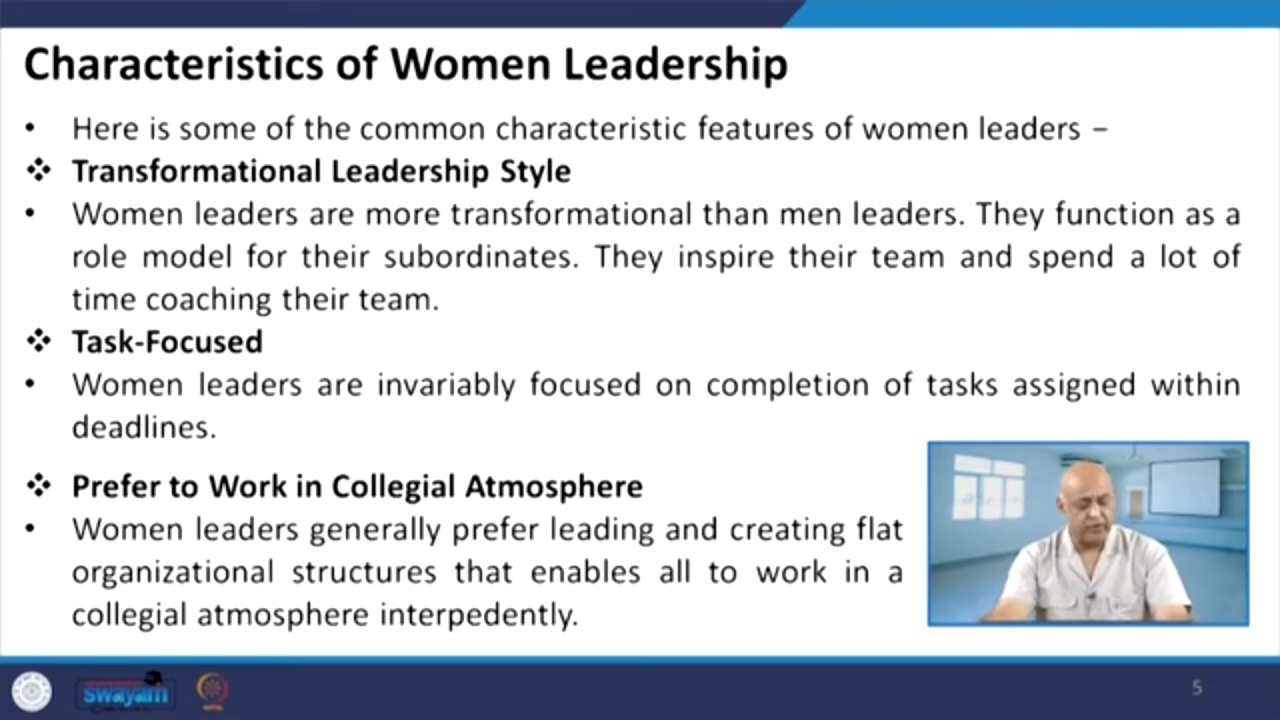 Characteristics of Women Leadership
• Here is some of the common characteristic features of women leaders –
❖ Transformational Leadership Style
• Women leaders are more transformational than men leaders. They function as a
role model for their subordinates. They inspire their team and spend a lot of
time coaching their team.
❖ Task-Focused
• Women leaders are invariably focused on completion of tasks assigned within
deadlines.
❖ Prefer to Work in Collegial Atmosphere
• Women leaders generally prefer leading and creating flat
organizational structures that enables all to work in a
collegial atmosphere interpedently.
swayam
5